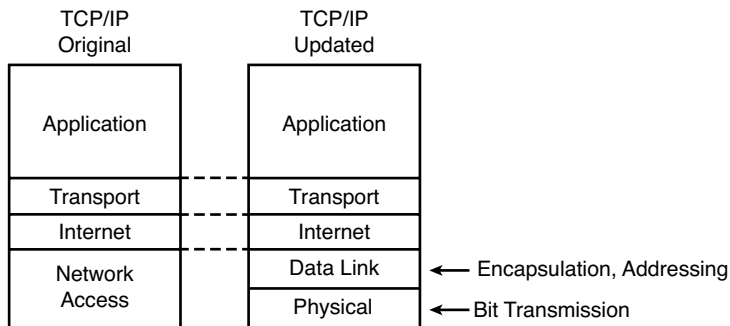 TCP/IP
Original
TCP/IP
Updated
Application
Application
Transport
Transport
Internet
Internet
Network
Access
Data Link
Encapsulation, Addressing
Physical
Bit Transmission